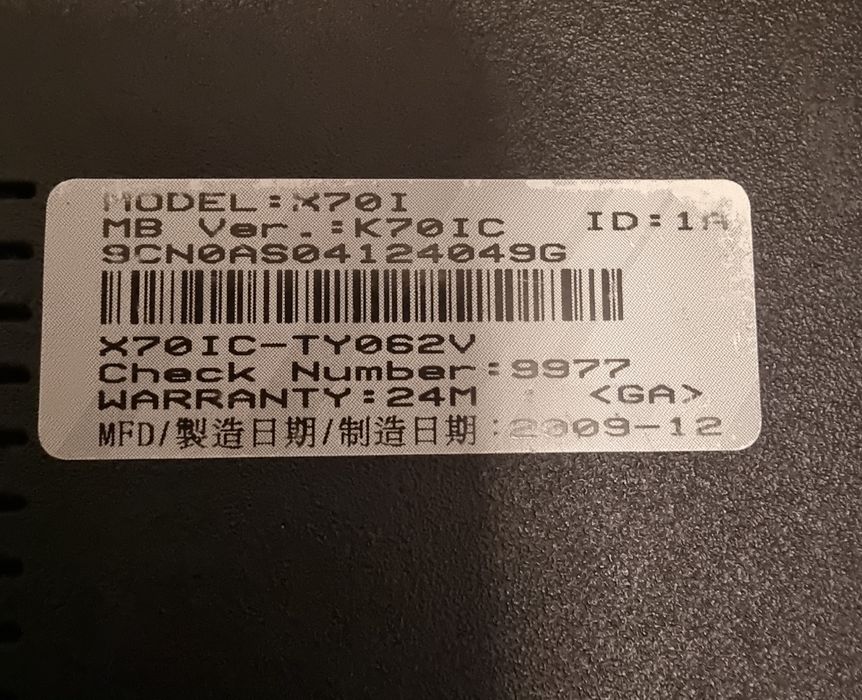 MODEL:X70I
MB Ver.:K70IC ID:1A
9CN0AS04124049G
X70IC-TY062V
Check Number:9977
WARRANTY:24M <GA>
MFD/製造日期/制造日期:2009-12